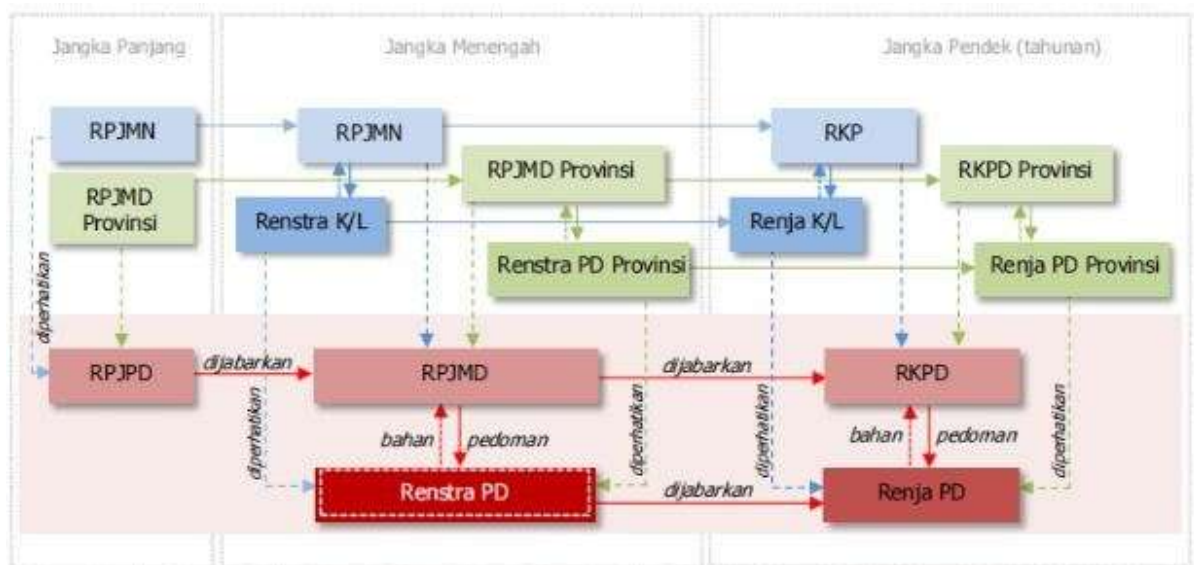 Jangka Panjang
Jangka Menengah
Jangka Pendek (tahunan)
RPJMN
RPJMN
RKP
RPJMD
Provinsi
RPJMD Provinsi
RKPD Provinsi
Renstra K/L
Renja K/L
Renstra PD Provinsi
Renja PD Provinsi
diperhatikan
RPJPD
dijabarkan
RPJMD
dijabarkan
RKPD
diperhatikan
bahan
pedoman
diperhatikan
diperhatikan
bahan
pedoman
diperhatikan
Renstra PD
dijabarkan
Renja PD